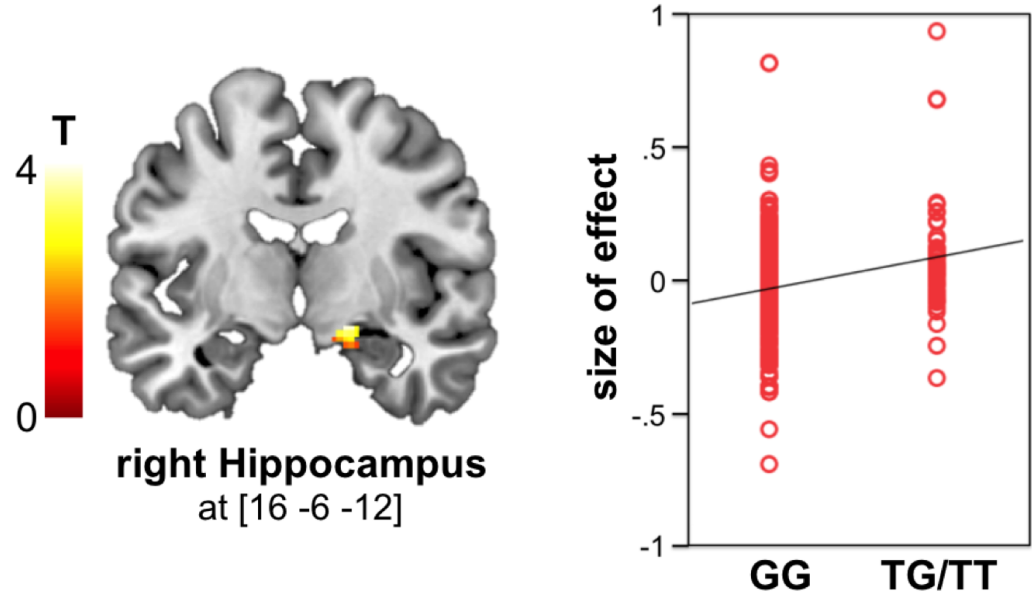 T
4
0
right Hippocampus
at [16 -6 -12]
size of effect
1
.5
0
-.5
-1
GG
TG/TT